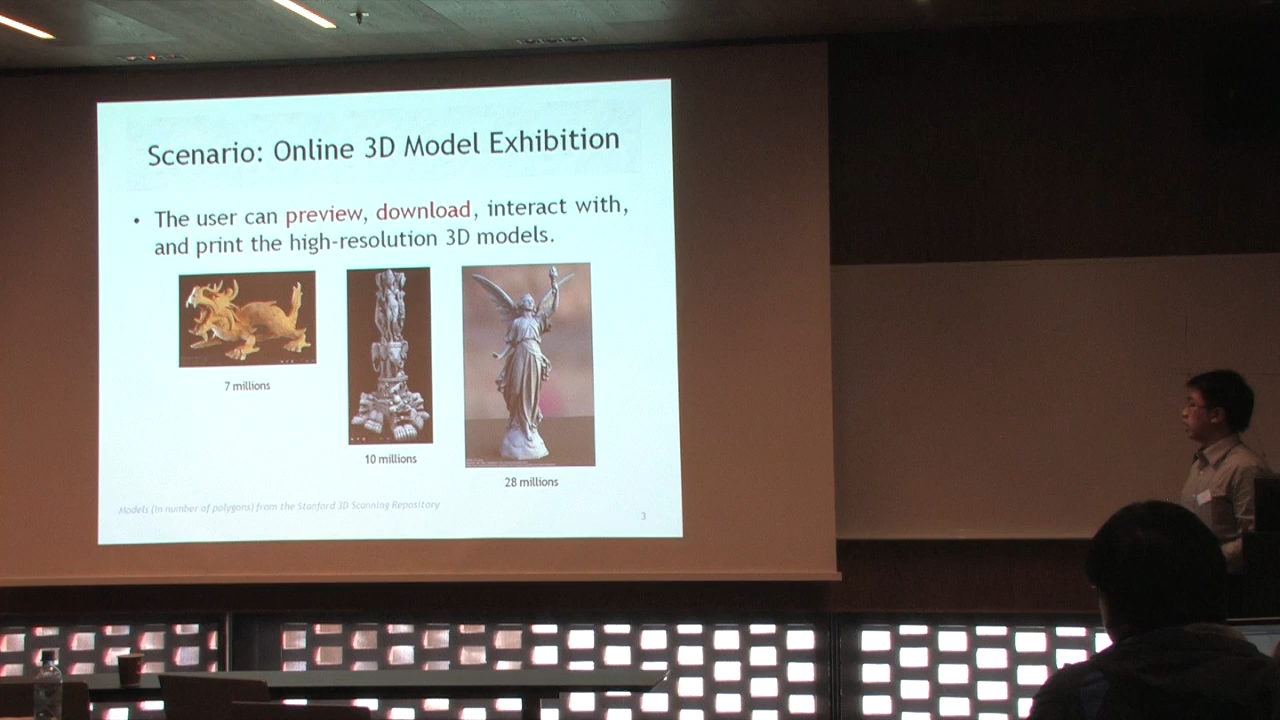 Scenario: Online 3D Model Exhibition
• The user can preview, download, interact with,
and print the high-resolution 3D models.
7 millions
10 millions
28 millions
Models (in number of polygons) from the Stanford 3D Scanning Repository
3